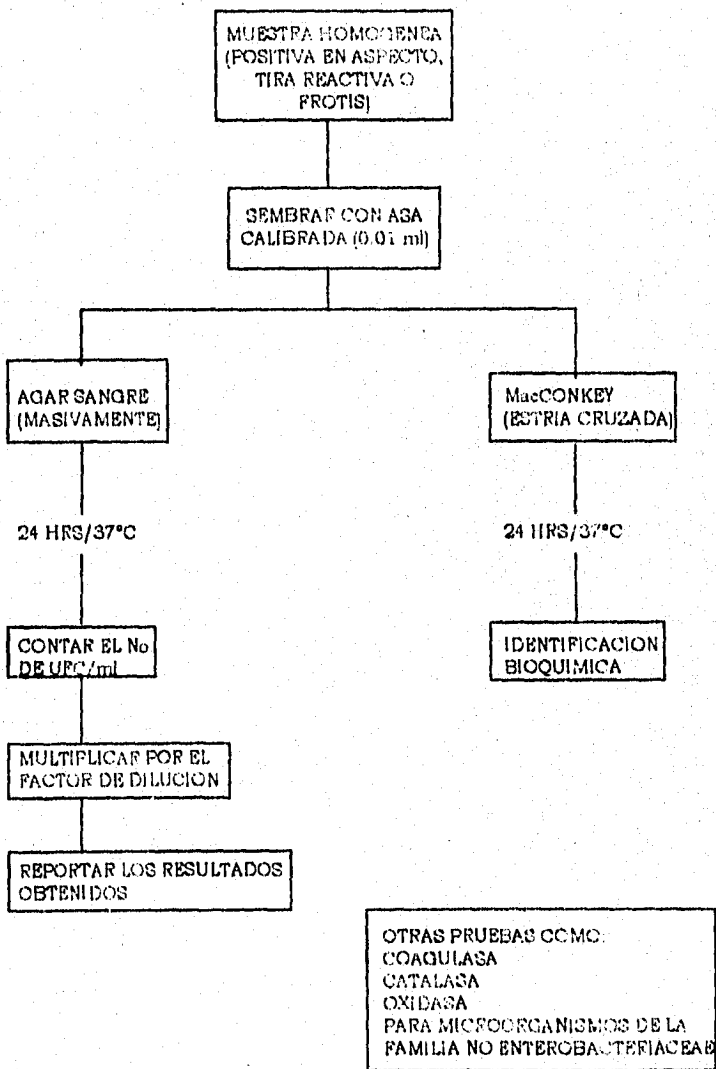 MUESTRA HOMOGENEA
(POSITIVA EN ASPECTO,
TIRA REACTIVA O
FROTIS)
SEMBRAR CON ASA
CALIBRADA (0.01 ml)
AGAR SANGRE
(MASIVAMENTE)
MacCONKEY
(ESTRIA CRUZADA)
24 HRS/37°C
24 HRS/37°C
CONTAR EL No
DE UFC/ml
IDENTIFICACION
BIOQUIMICA
MULTIPLICAR POR EL
FACTOR DE DILUCION
REPORTAR LOS RESULTADOS
OBTENIDOS
OTRAS PRUEBAS COMO:
COAGULASA
CATALASA
OXIDASA
PARA MICROORGANISMOS DE LA
FAMILIA NO ENTEROBACTERIACEAE